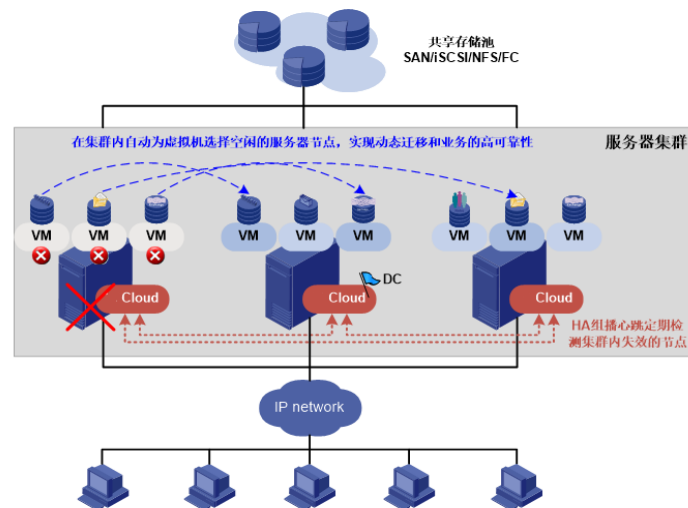 共享存储池
SAN/iSCSI/NFS/FC
服务器集群
在集群内自动为虚拟机选择空闲的服务器节点，实现动态迁移和业务的高可靠性
VM
VM
VM
VM
VM
VM
VM
VM
VM
DC
Cloud
Cloud
Cloud
HA组播心跳定期检
测集群内失效的节点
IP network